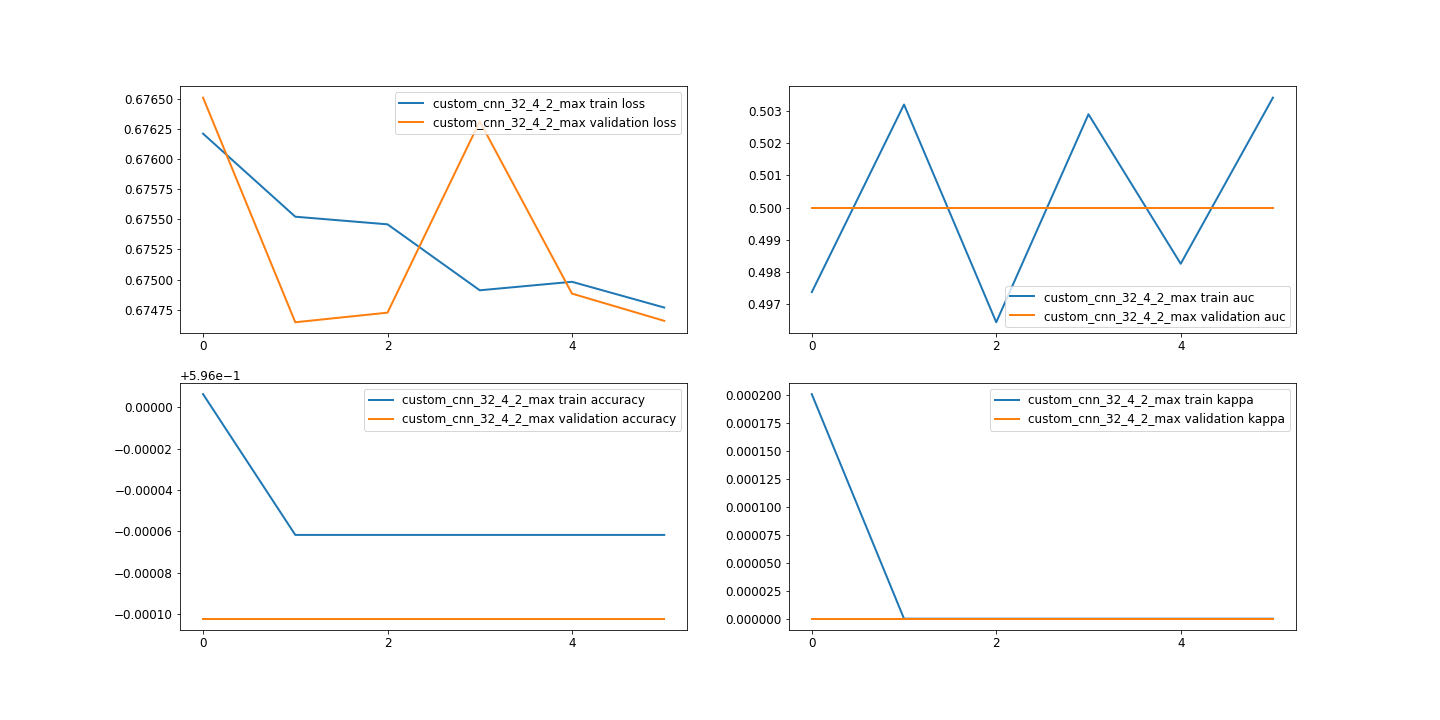 0.67650
0.67625
0.67600
0.67575
0.67550
0.67525
0.67500
0.67475
0 2 4
custom_cnn_32_4_2_max train loss
custom_cnn_32_4_2_max validation loss
0.503
0.502
0.501
0.500
0.499
0.498
0.497
0 2 4
custom_cnn_32_4_2_max train auc
custom_cnn_32_4_2_max validation auc
+5.96e−1
0.00000
−0.00002
−0.00004
−0.00006
−0.00008
−0.00010
0 2 4
custom_cnn_32_4_2_max train accuracy
custom_cnn_32_4_2_max validation accuracy
0.000200
0.000175
0.000150
0.000125
0.000100
0.000075
0.000050
0.000025
0.000000
0 2 4
custom_cnn_32_4_2_max train kappa
custom_cnn_32_4_2_max validation kappa